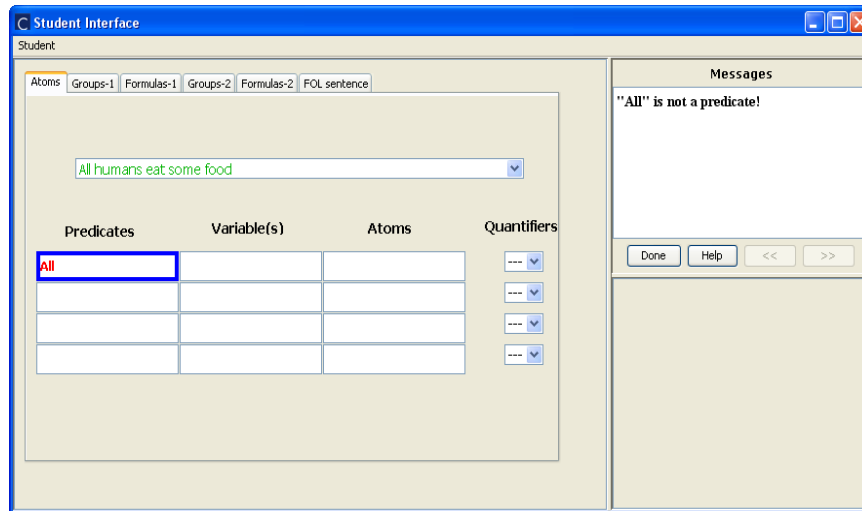 Student Interface
Student
Atoms Groups-1 Formulas-1 Groups-2 Formulas-2 FOL sentence
All humans eat some food
Predicates Variable(s) Atoms Quantifiers
All ---
---
---
---
Messages
"All" is not a predicate!
Done Help << >>